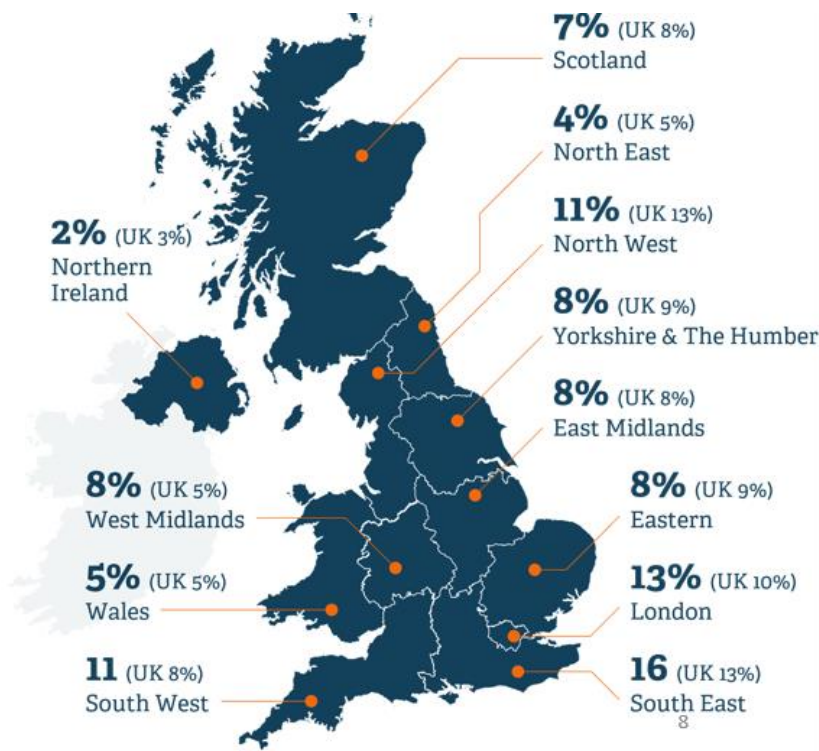 7% (UK 8%)
Scotland
4% (UK 5%)
North East
11% (UK 13%)
North West
2% (UK 3%)
Northern
Ireland
8% (UK 9%)
Yorkshire & The Humber
8% (UK 8%)
East Midlands
8% (UK 5%)
West Midlands
8% (UK 9%)
Eastern
5% (UK 5%)
Wales
13% (UK 10%)
London
11 (UK 8%)
South West
16 (UK 13%)
South East
8